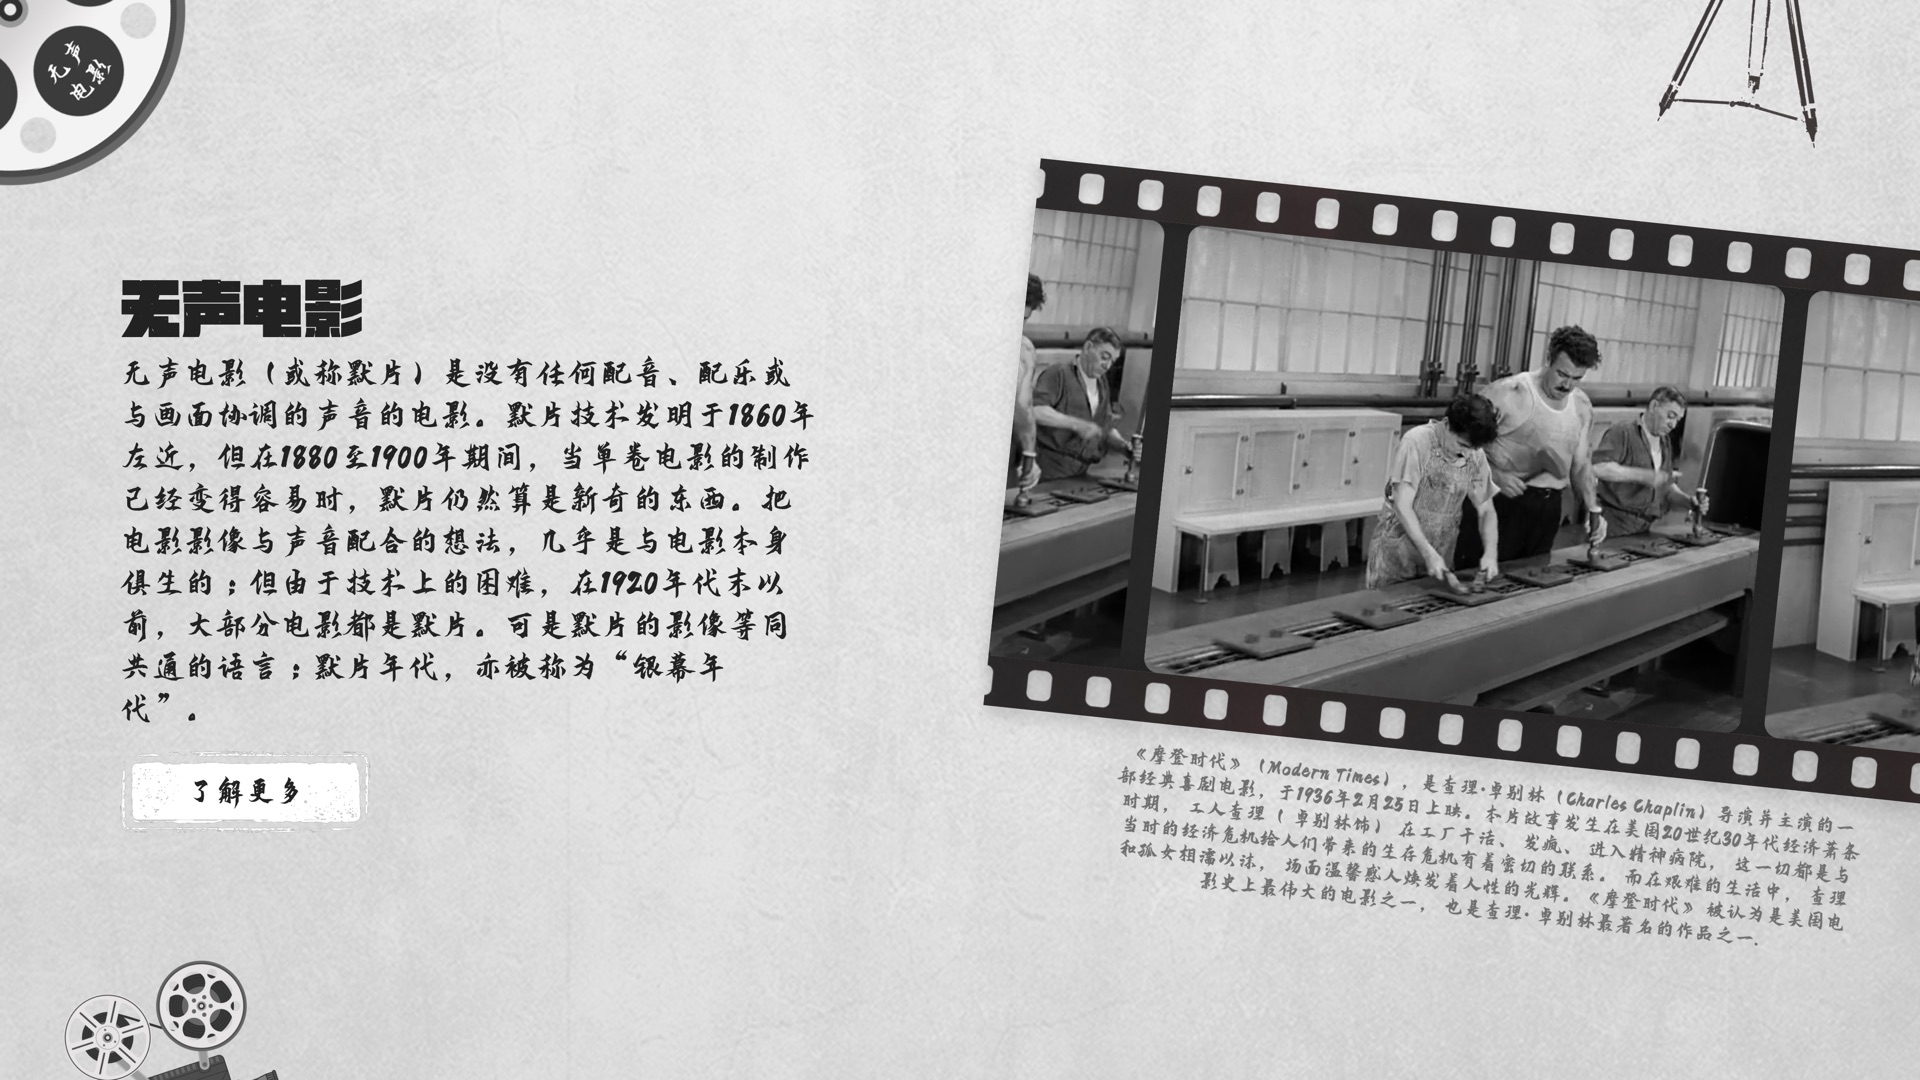 无声
电影
无声电影
无声电影（或称默片）是没有任何配音、配乐或
与画面协调的声音的电影。默片技术发明于1860年
左近，但在1880至1900年期间，当单卷电影的制作
已经变得容易时，默片仍然算是新奇的东西。把
电影影像与声音配合的想法，几乎是与电影本身
俱生的；但由于技术上的困难，在1920年代末以
前，大部分电影都是默片。可是默片的影像等同
共通的语言；默片年代，亦被称为“银幕年
代”。
了解更多
《摩登时代》（Modern Times），是查理·卓别林（Charles Chaplin）导演并主演的一
部经典喜剧电影，于1936年2月25日上映。本片故事发生在美国20世纪30年代经济萧条
时期，工人查理（卓别林饰）在工厂干活、发疯、进入精神病院，这一切都是与
当时的经济危机给人们带来的生存危机有着密切的联系。而在艰难的生活中，查理
和孤女相濡以沫，场面温馨感人焕发着人性的光辉。《摩登时代》被认为是美国电
影史上最伟大的电影之一，也是查理·卓别林最著名的作品之一.